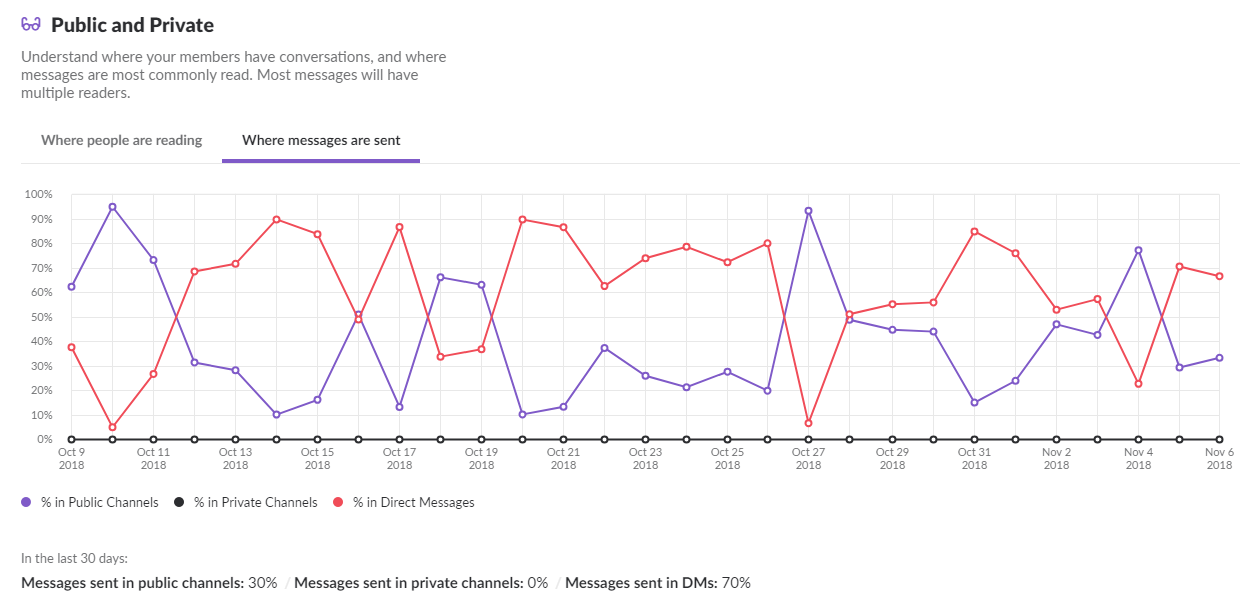 Public and Private
Understand where your members have conversations, and where
messages are most commonly read. Most messages will have
multiple readers.
Where people are reading Where messages are sent
100%
90%
80%
70%
60%
50%
40%
30%
20%
10%
0%
Oct 9 Oct 11 Oct 13 Oct 15 Oct 17 Oct 19 Oct 21 Oct 23 Oct 25 Oct 27 Oct 29 Oct 31 Nov 2 Nov 4 Nov 6
2018 2018 2018 2018 2018 2018 2018 2018 2018 2018 2018 2018 2018 2018 2018
% in Public Channels % in Private Channels % in Direct Messages
In the last 30 days:
Messages sent in public channels: 30% / Messages sent in private channels: 0% / Messages sent in DMs: 70%